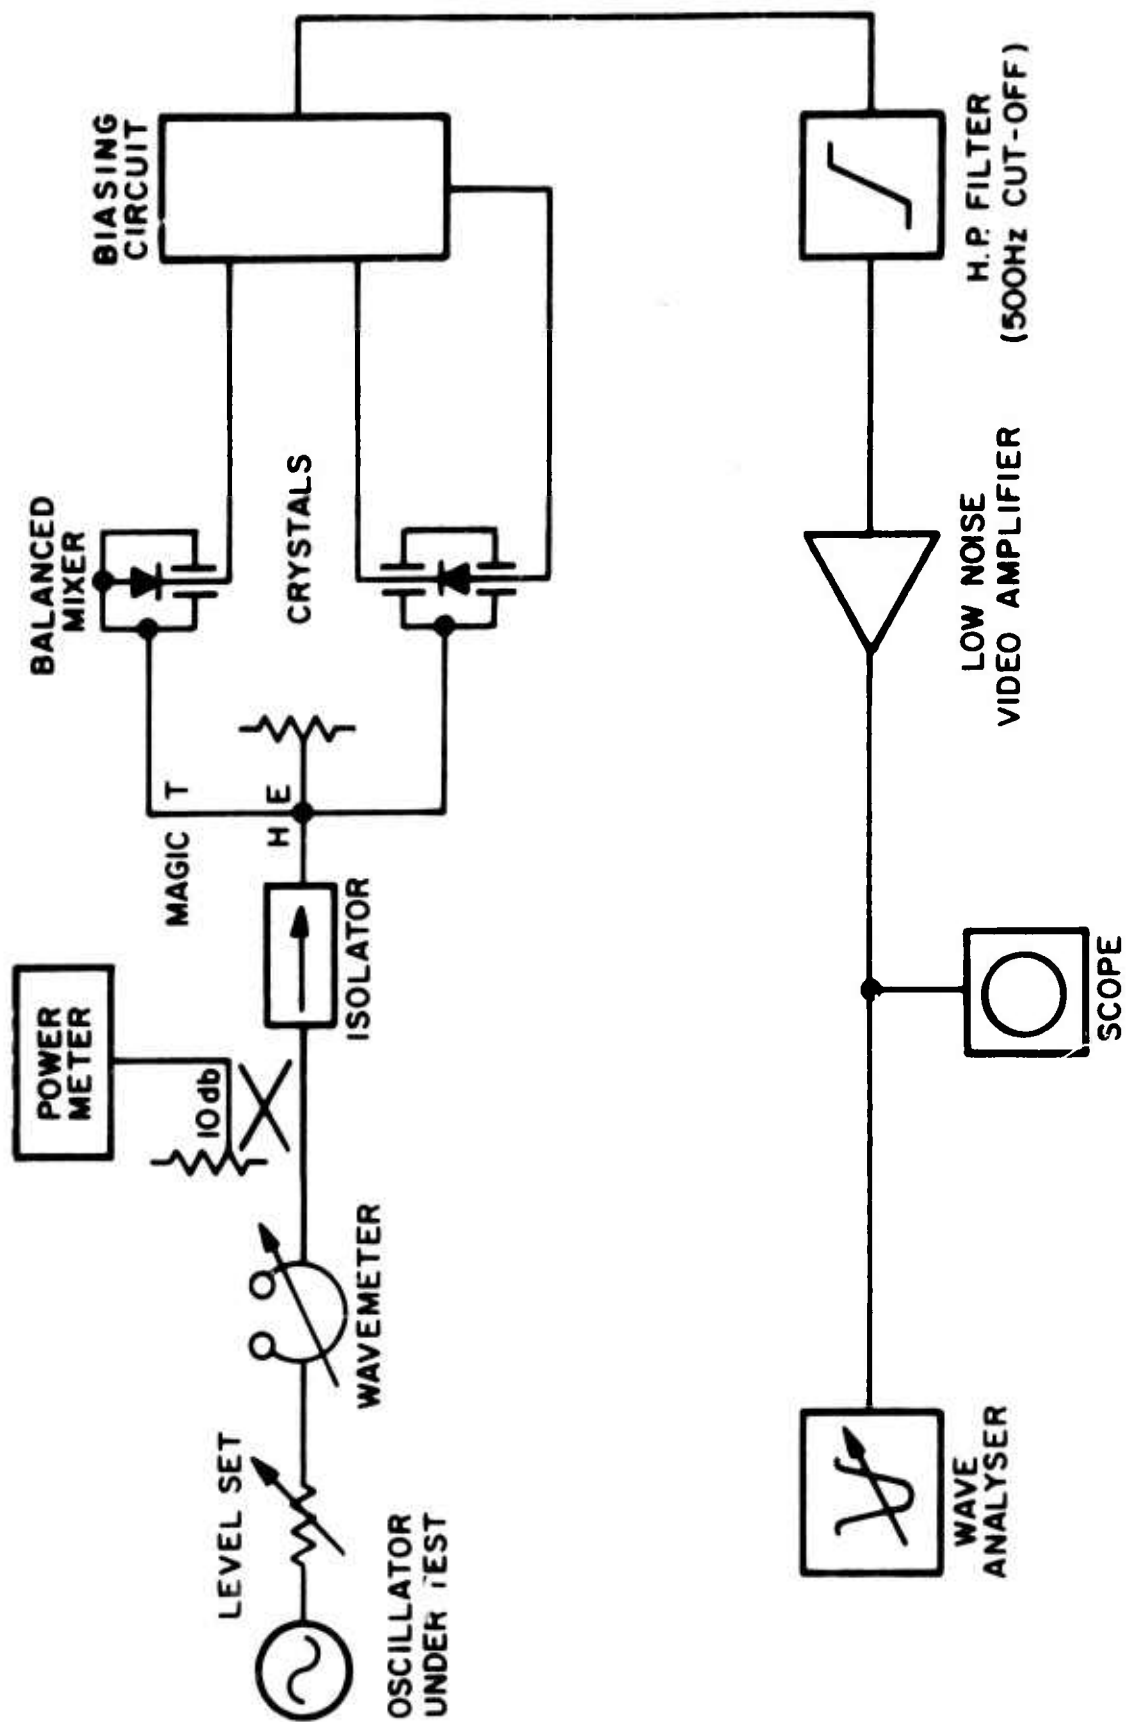 OSCILLATOR
UNDER TEST
LEVEL SET
WAVEMETER
POWER
METER
10db
ISOLATOR
MAGIC T
H E
BALANCED
MIXER
CRYSTALS
BIASING
CIRCUIT
H.P. FILTER
(500Hz CUT-OFF)
LOW NOISE
VIDEO AMPLIFIER
SCOPE
WAVE
ANALYSER